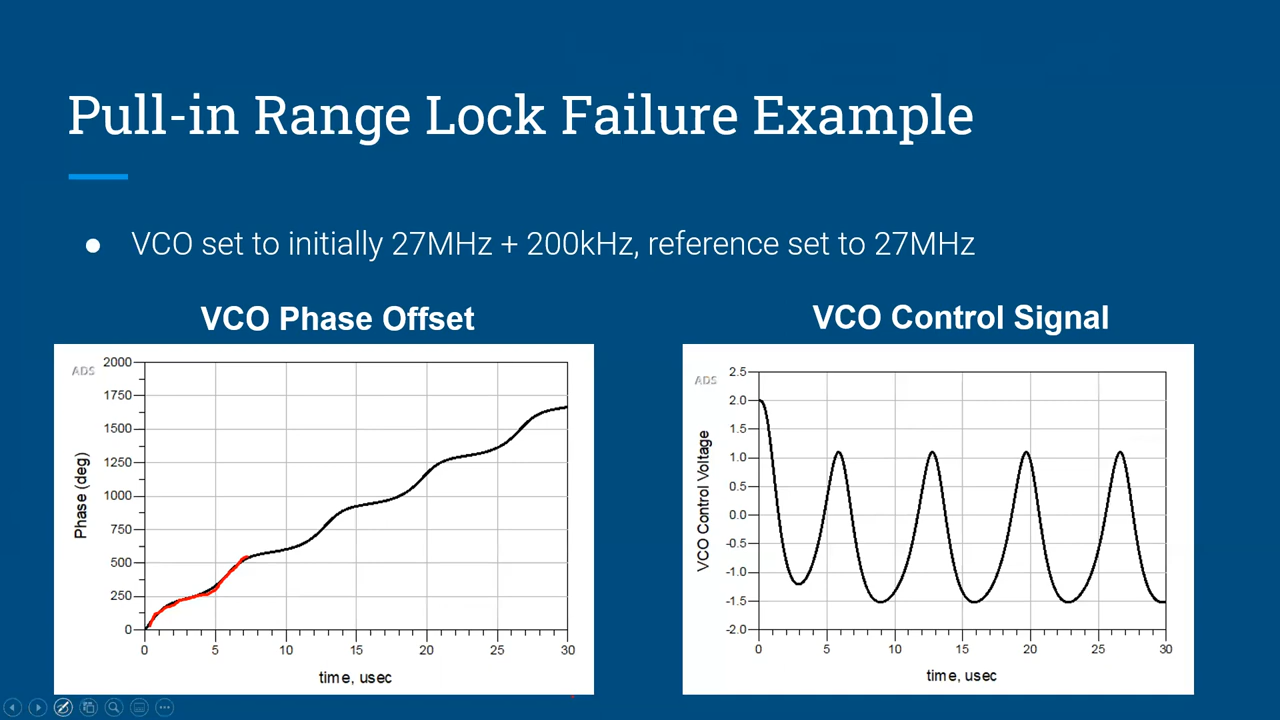 Pull-in Range Lock Failure Example
● VCO set to initially 27MHz + 200kHz, reference set to 27MHz
VCO Phase Offset
VCO Control Signal
ADS
2000
1750
1500
1250
1000
750
500
250
0
Phase (deg)
0 5 10 15 20 25 30
time, usec
ADS
2.5
2.0
1.5
1.0
0.5
0.0
-0.5
-1.0
-1.5
-2.0
VCO Control Voltage
0 5 10 15 20 25 30
time, usec